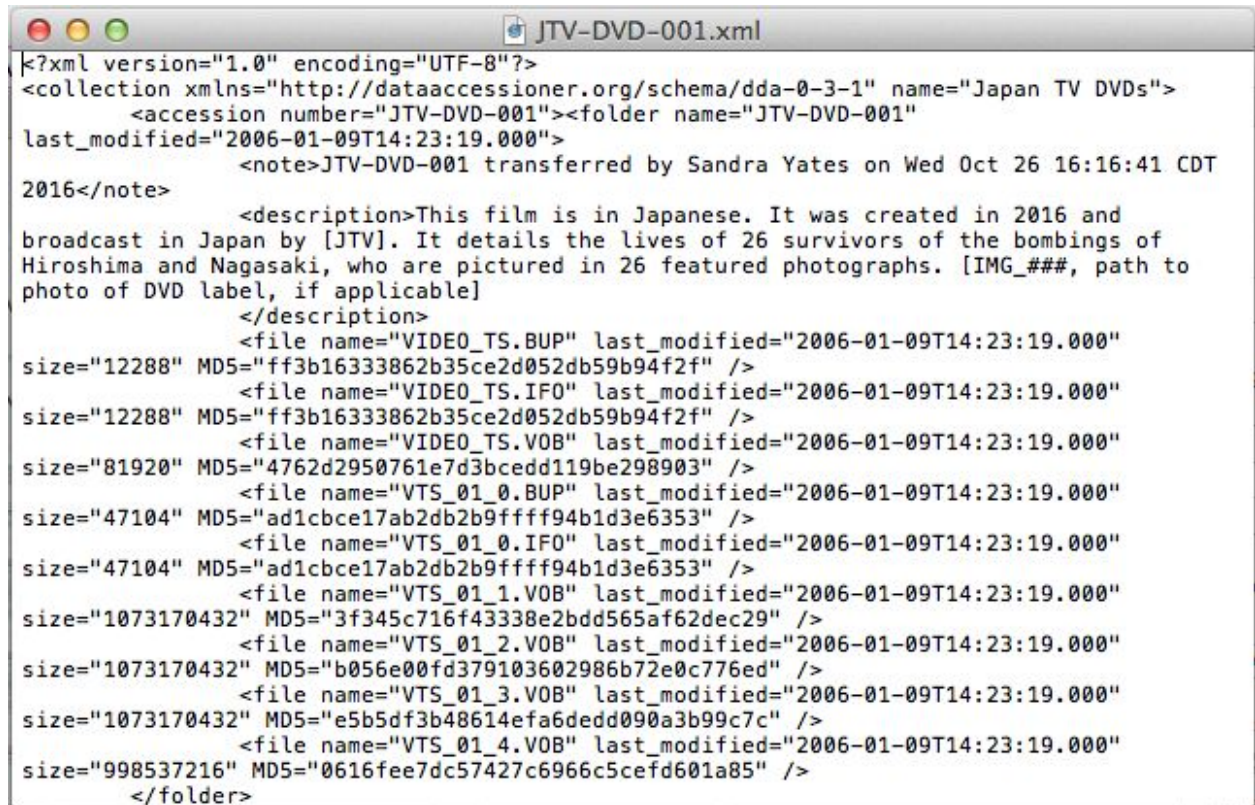 JTV-DVD-001.xml
<?xml version="1.0" encoding="UTF-8"?>
<collection xmlns="http://dataaccessioner.org/schema/dda-0-3-1" name="Japan TV DVDs">
<accession number="JTV-DVD-001"><folder name="JTV-DVD-001"
last_modified="2006-01-09T14:23:19.000">
<note>JTV-DVD-001 transferred by Sandra Yates on Wed Oct 26 16:16:41 CDT
2016</note>
<description>This film is in Japanese. It was created in 2016 and
broadcast in Japan by [JTV]. It details the lives of 26 survivors of the bombings of
Hiroshima and Nagasaki, who are pictured in 26 featured photographs. [IMG_###, path to
photo of DVD label, if applicable]
</description>
<file name="VIDEO_TS.BUP" last_modified="2006-01-09T14:23:19.000"
size="12288" MD5="ff3b16333862b35ce2d052db59b94f2f" />
<file name="VIDEO_TS.IFO" last_modified="2006-01-09T14:23:19.000"
size="12288" MD5="ff3b16333862b35ce2d052db59b94f2f" />
<file name="VIDEO_TS.VOB" last_modified="2006-01-09T14:23:19.000"
size="81920" MD5="4762d2950761e7d3bcedd119be298903" />
<file name="VTS_01_0.BUP" last_modified="2006-01-09T14:23:19.000"
size="47104" MD5="ad1cbce17ab2db2b9ffff94b1d3e6353" />
<file name="VTS_01_0.IFO" last_modified="2006-01-09T14:23:19.000"
size="47104" MD5="ad1cbce17ab2db2b9ffff94b1d3e6353" />
<file name="VTS_01_1.VOB" last_modified="2006-01-09T14:23:19.000"
size="1073170432" MD5="3f345c716f43338e2bdd565af62dec29" />
<file name="VTS_01_2.VOB" last_modified="2006-01-09T14:23:19.000"
size="1073170432" MD5="b056e00fd379103602986b72e0c776ed" />
<file name="VTS_01_3.VOB" last_modified="2006-01-09T14:23:19.000"
size="1073170432" MD5="e5b5df3b48614efa6dedd090a3b99c7c" />
<file name="VTS_01_4.VOB" last_modified="2006-01-09T14:23:19.000"
size="998537216" MD5="0616fee7dc57427c6966c5cefd601a85" />
</folder>